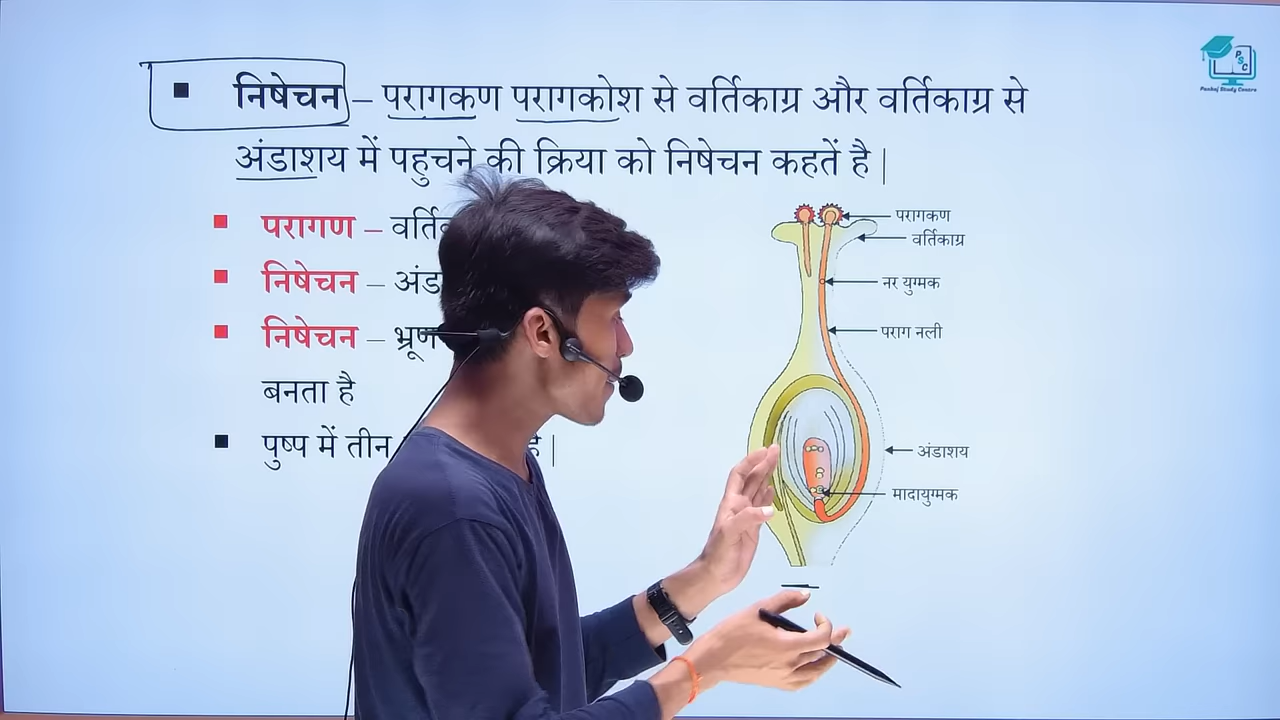 निषेचन – परागकण परागकोश से वर्तिकाग्र और वर्तिकाग्र से
अंडाशय में पहुचने की क्रिया को निषेचन कहतें है |
परागण –
निषेचन –
निषेचन –
बनता है
पुष्प में तीन
परागकण
वर्तिकाग्र
नर युग्मक
पराग नली
अंडाशय
मादायुग्मक
PSC
Pankaj Study Centre